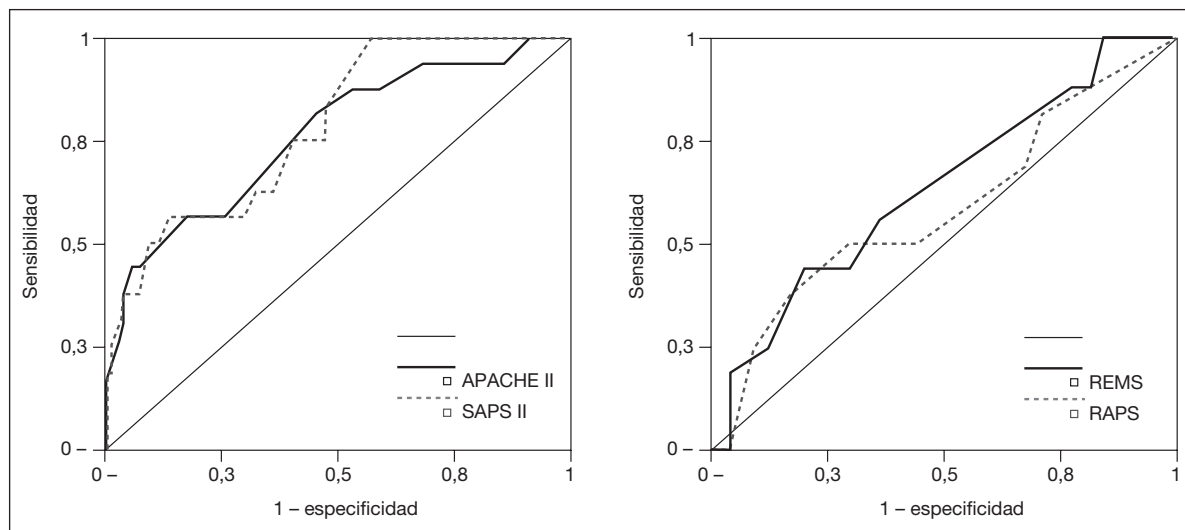 1
0,8
0,5
0,3
0
Sensibilidad
APACHE II
SAPS II
0 0,3 0,5 0,8 1
1 – especificidad
1
0,8
0,5
0,3
0
Sensibilidad
REMS
RAPS
0 0,3 0,5 0,8 1
1 – especificidad